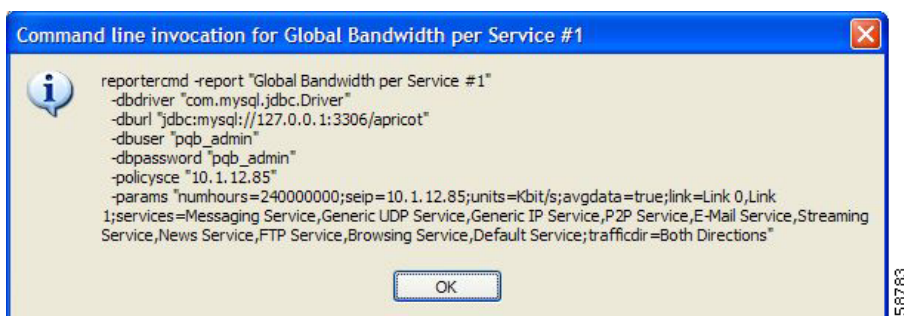 Command line invocation for Global Bandwidth per Service #1
reportercmd -report "Global Bandwidth per Service #1"
-dbdriver "com.mysql.jdbc.Driver"
-dburl "jdbc:mysql://127.0.0.1:3306/apricot"
-dbuser "pqb_admin"
-dbpassword "pqb_admin"
-policysce "10.1.12.85"
-params "numhours=240000000;seip=10.1.12.85;units=Kbit/s;avgdata=true;link=Link 0,Link
1;services=Messaging Service,Generic UDP Service,Generic IP Service,P2P Service,E-Mail Service,Streaming
Service,News Service,FTP Service,Browsing Service,Default Service;trafficdir=Both Directions"
OK
58783